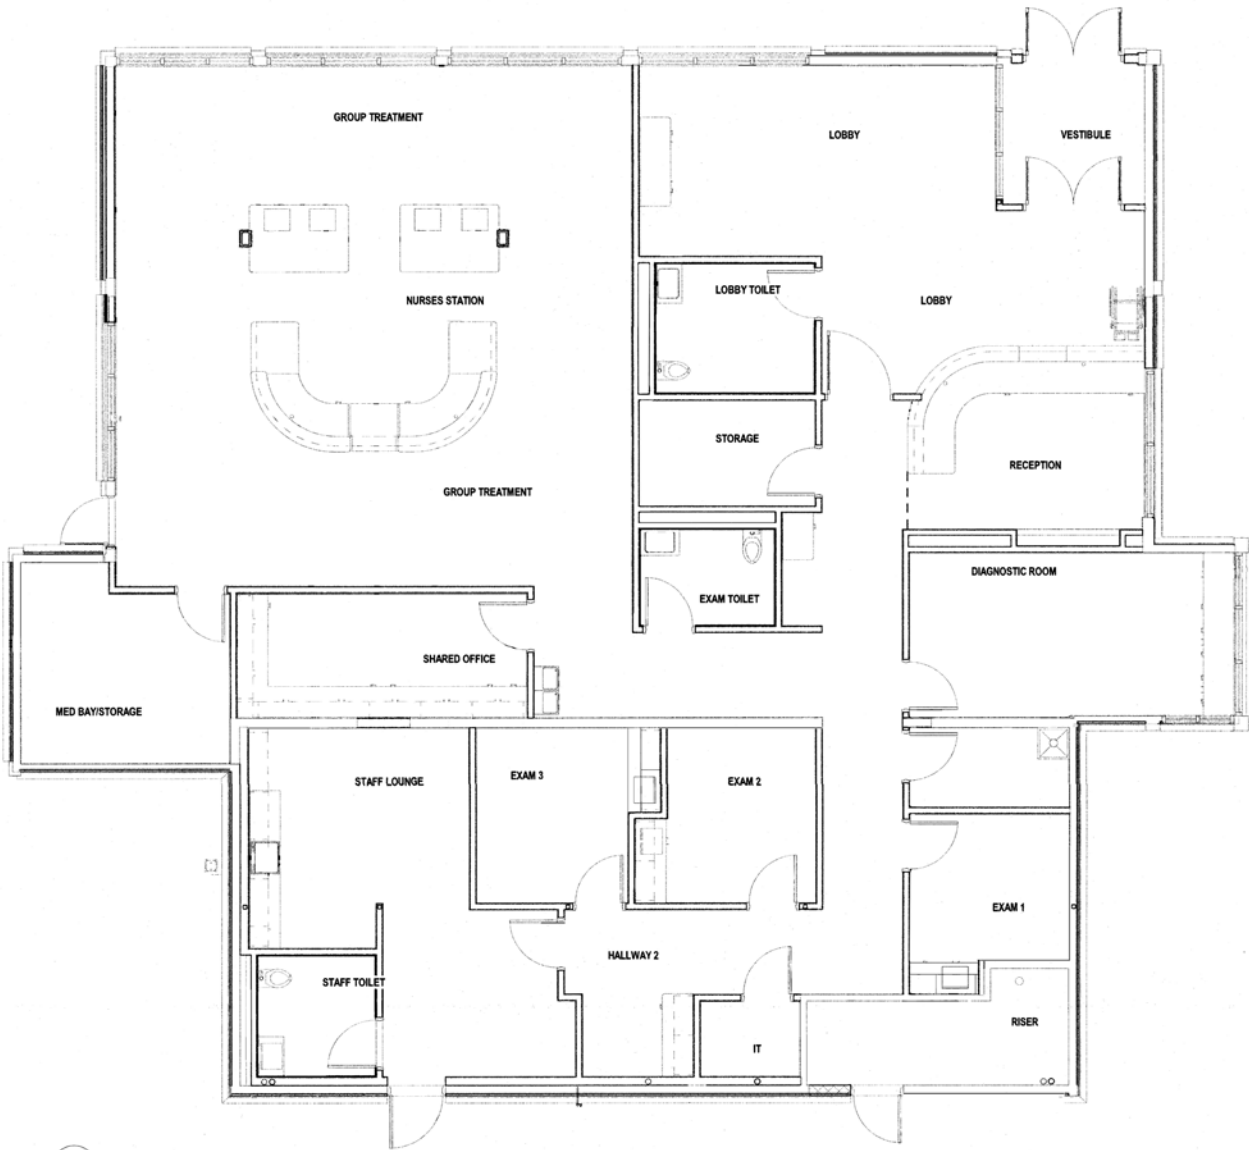 GROUP TREATMENT
LOBBY
VESTIBULE
LOBBY TOILET
NURSES STATION
LOBBY
STORAGE
RECEPTION
GROUP TREATMENT
DIAGNOSTIC ROOM
EXAM TOILET
SHARED OFFICE
MED BAY/STORAGE
STAFF LOUNGE
EXAM 3
EXAM 2
EXAM 1
HALLWAY 2
STAFF TOILET
RISER
IT